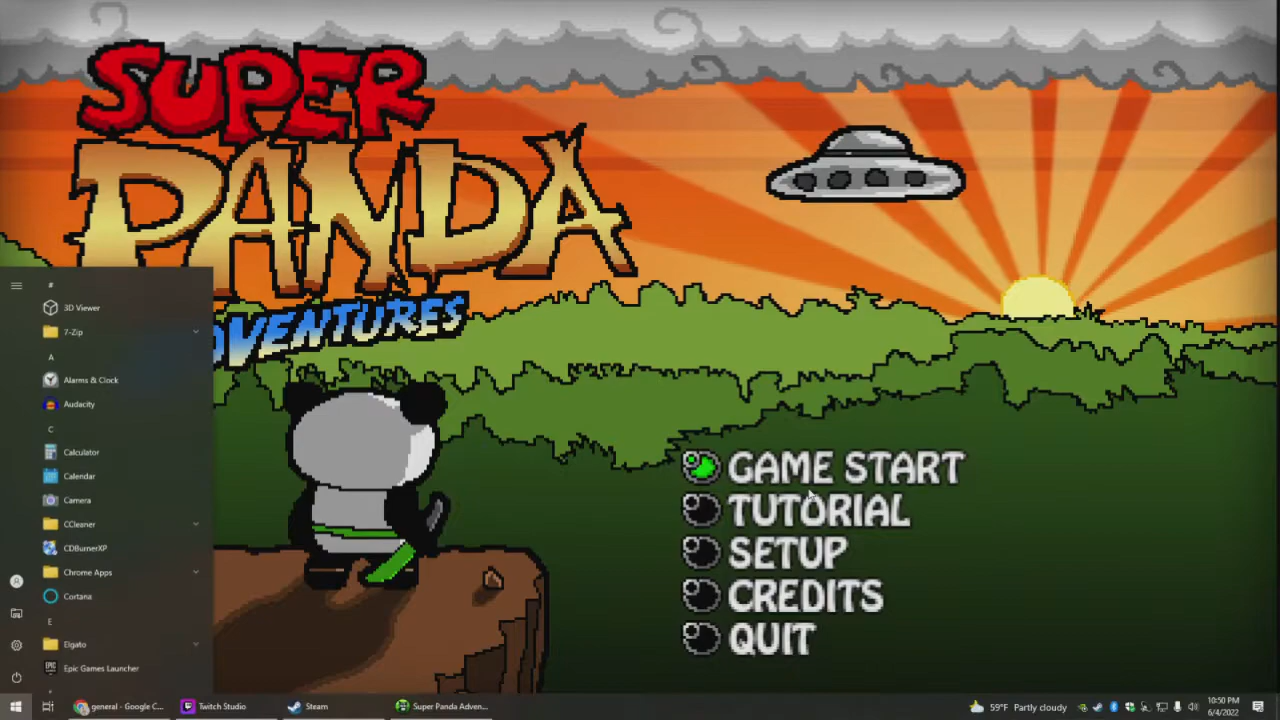 SUPER
PANDA
DVENTURES
GAME START
TUTORIAL
SETUP
CREDITS
QUIT
#
3D Viewer
7-Zip
A
Alarms & Clock
Audacity
C
Calculator
Calendar
Camera
CCleaner
CDBurnerXP
Chrome Apps
Cortana
E
Elgato
EPIC
Epic Games Launcher
general - Google C...
Twitch Studio
Steam
Super Panda Adven...
59°F Partly cloudy
10:50 PM
6/4/2022